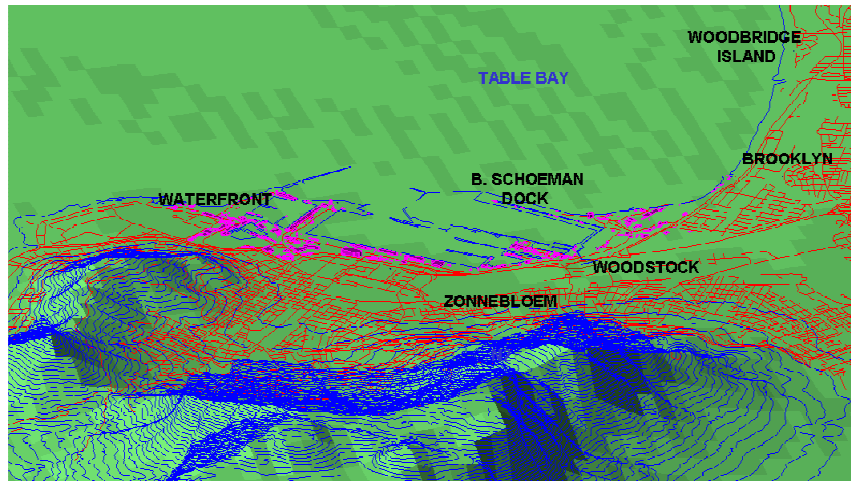 WOODBRIDGE
ISLAND
TABLE BAY
BROOKLYN
B. SCHOEMAN
DOCK
WATERFRONT
WOODSTOCK
ZONNEBLOEM